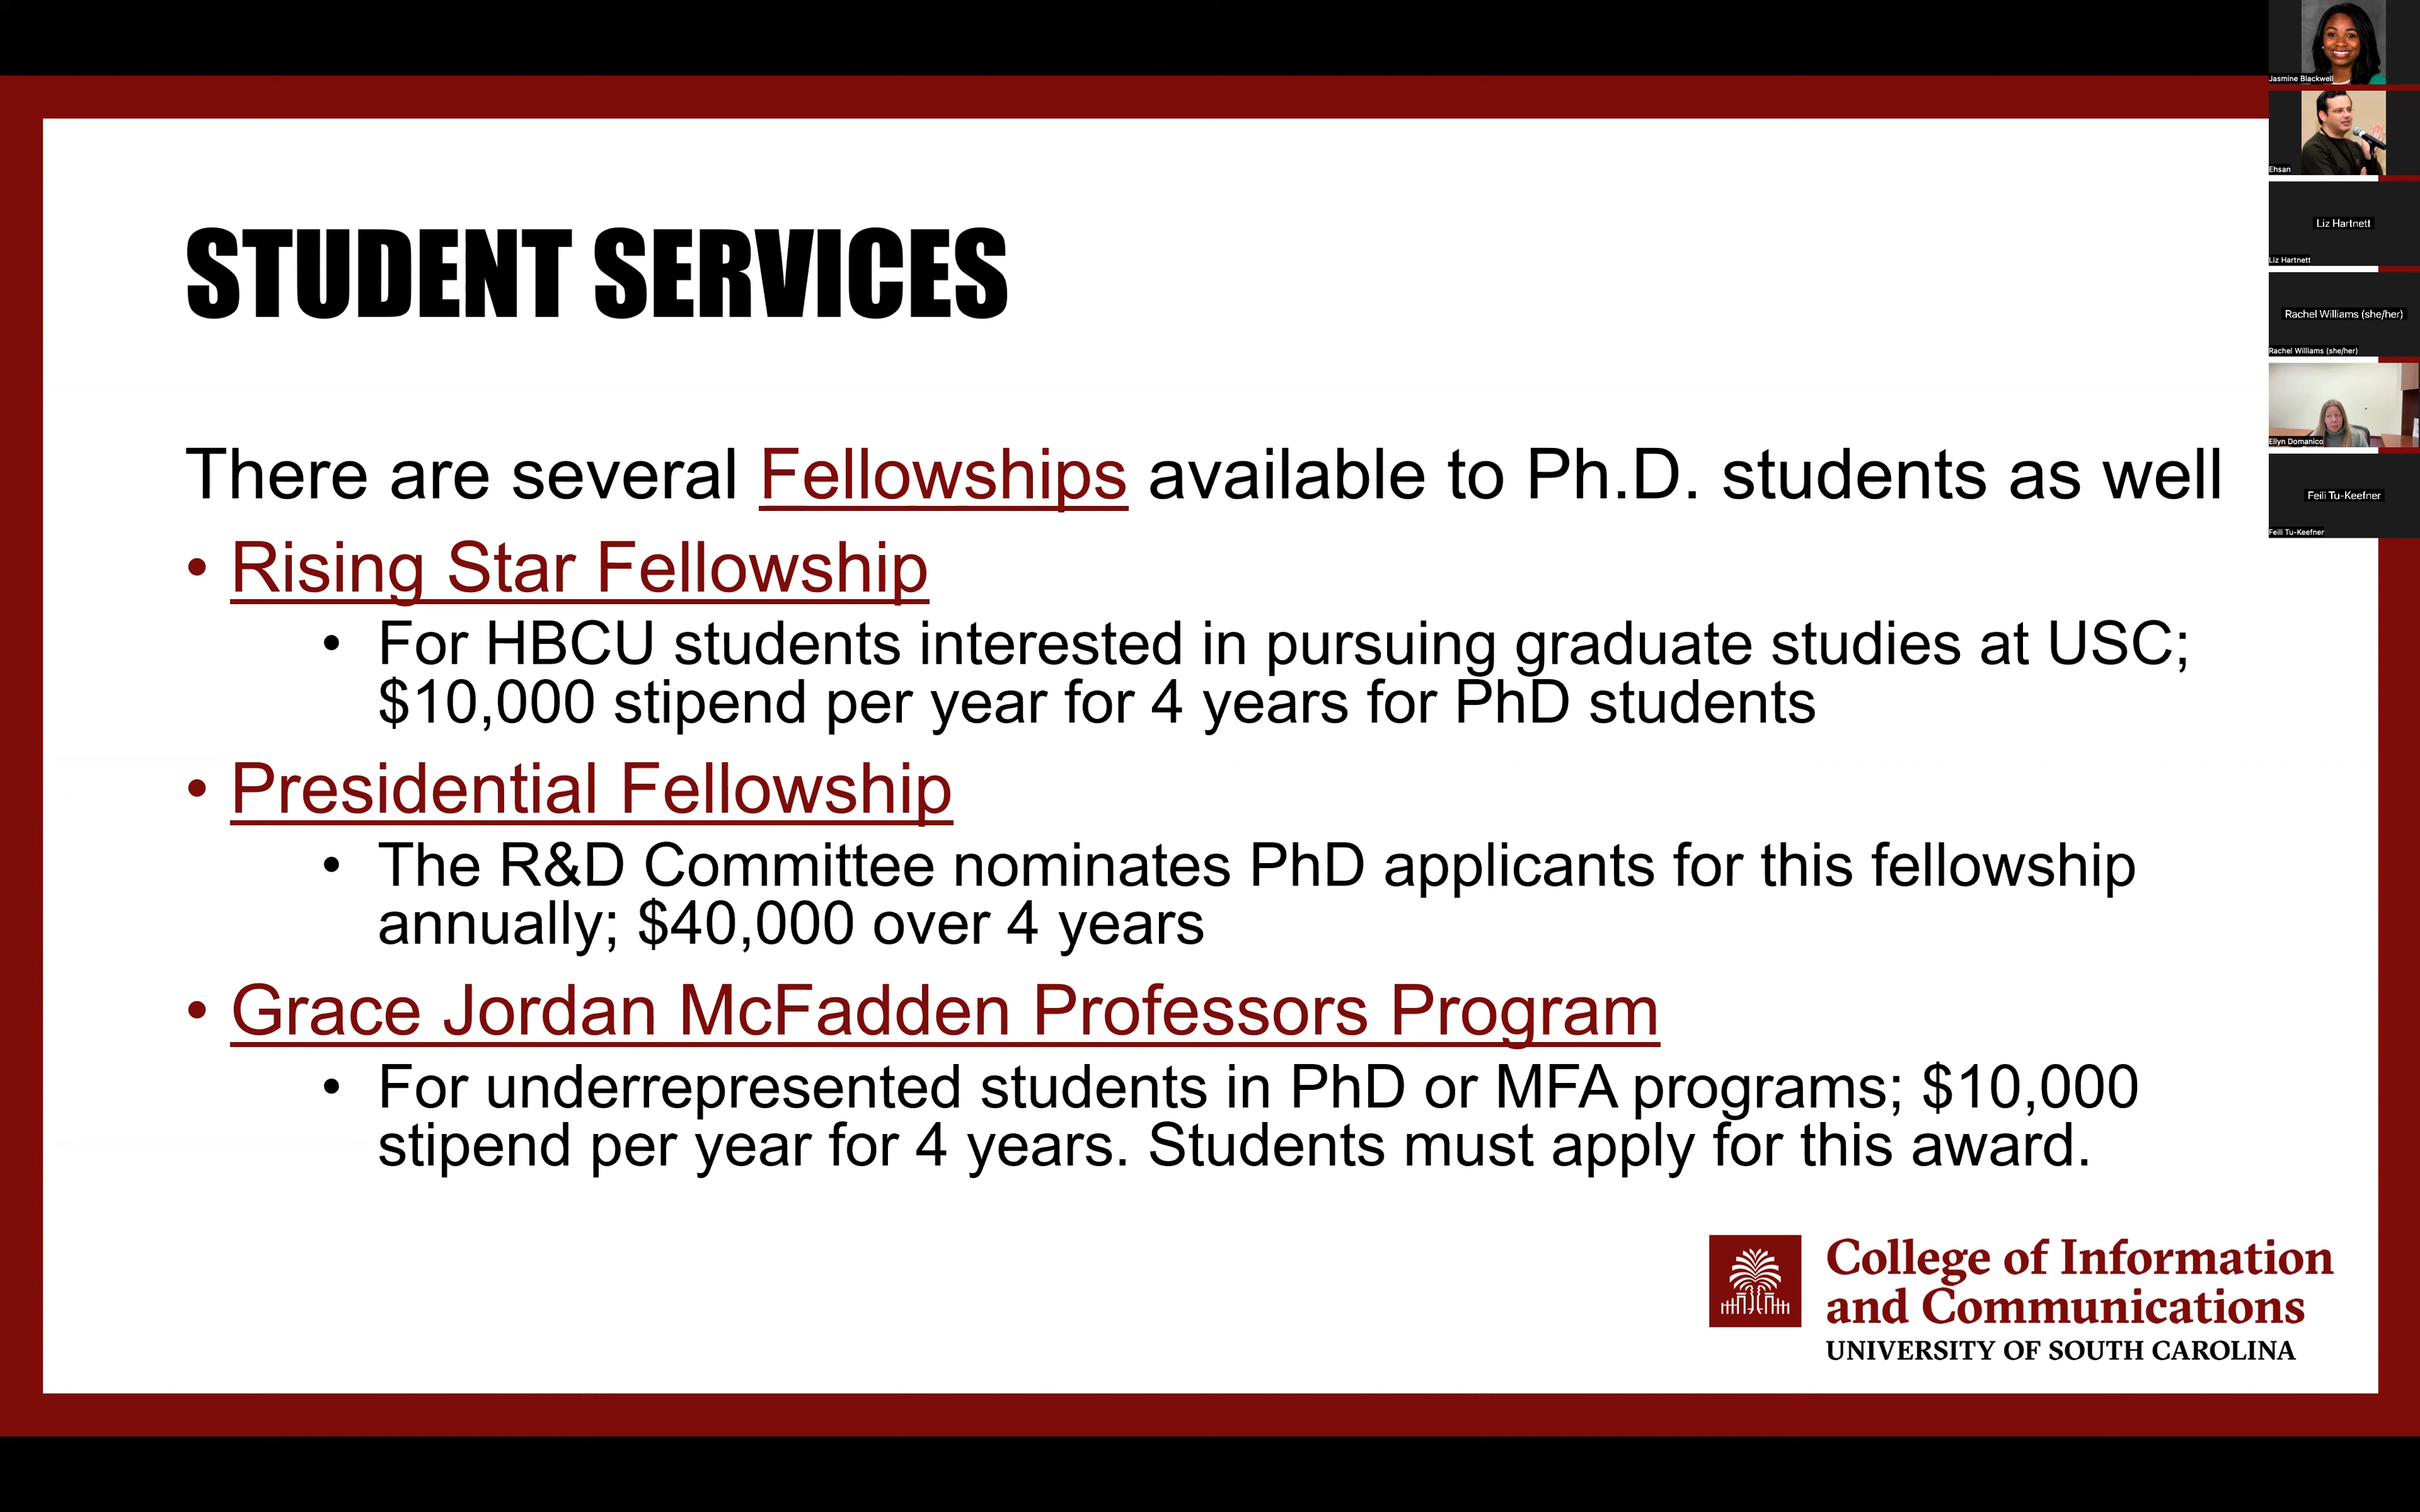 STUDENT SERVICES
There are several Fellowships available to Ph.D. students as well
• Rising Star Fellowship
• For HBCU students interested in pursuing graduate studies at USC;
$10,000 stipend per year for 4 years for PhD students
• Presidential Fellowship
• The R&D Committee nominates PhD applicants for this fellowship
annually; $40,000 over 4 years
• Grace Jordan McFadden Professors Program
• For underrepresented students in PhD or MFA programs; $10,000
stipend per year for 4 years. Students must apply for this award.
College of Information
and Communications
UNIVERSITY OF SOUTH CAROLINA
Jasmine Blackwell
Ehsan
Liz Hartnett
Liz Hartnett
Rachel Williams (she/her)
Rachel Williams (she/her)
Ellyn Domanico
Feili Tu-Keefner
Feili Tu-Keefner